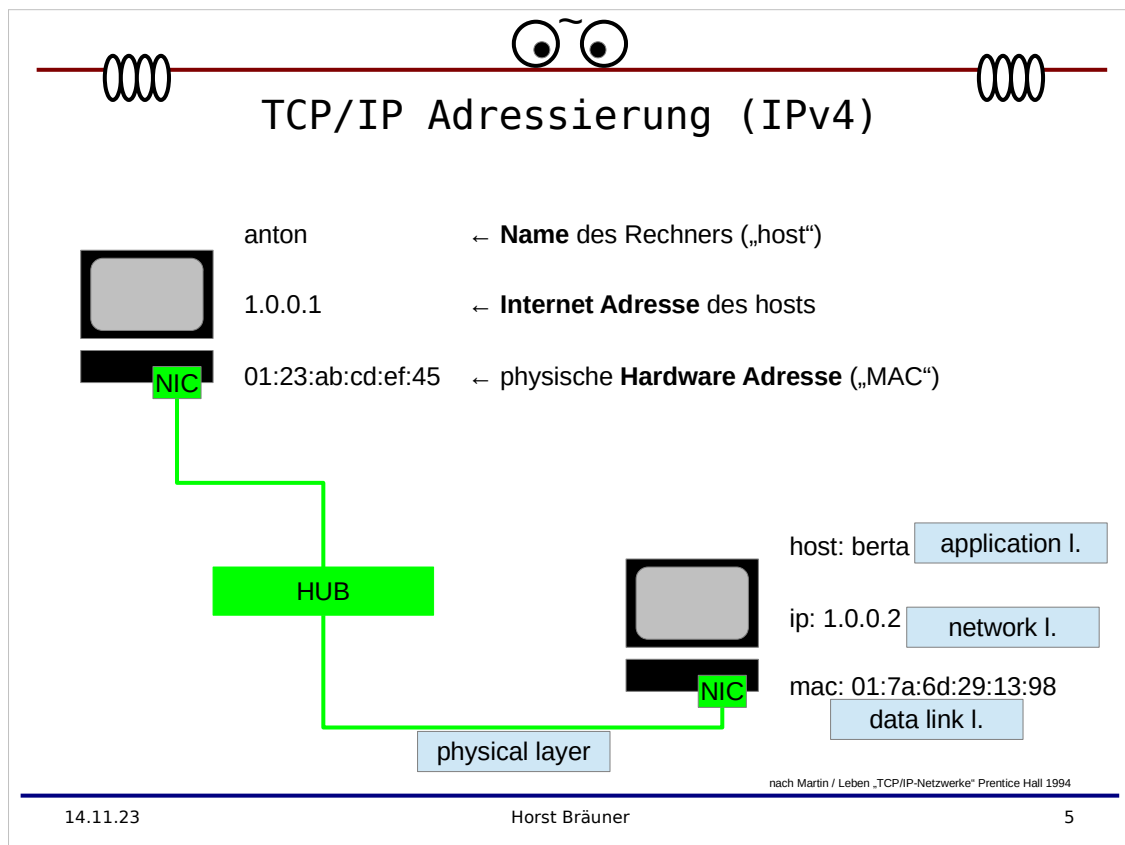 TCP/IP Adressierung (IPv4)
anton ← Name des Rechners („host“)
1.0.0.1 ← Internet Adresse des hosts
NIC 01:23:ab:cd:ef:45 ← physische Hardware Adresse („MAC“)
host: berta application l.
HUB
ip: 1.0.0.2 network l.
NIC mac: 01:7a:6d:29:13:98
data link l.
physical layer
nach Martin / Leben „TCP/IP-Netzwerke“ Prentice Hall 1994
14.11.23 Horst Bräuner 5